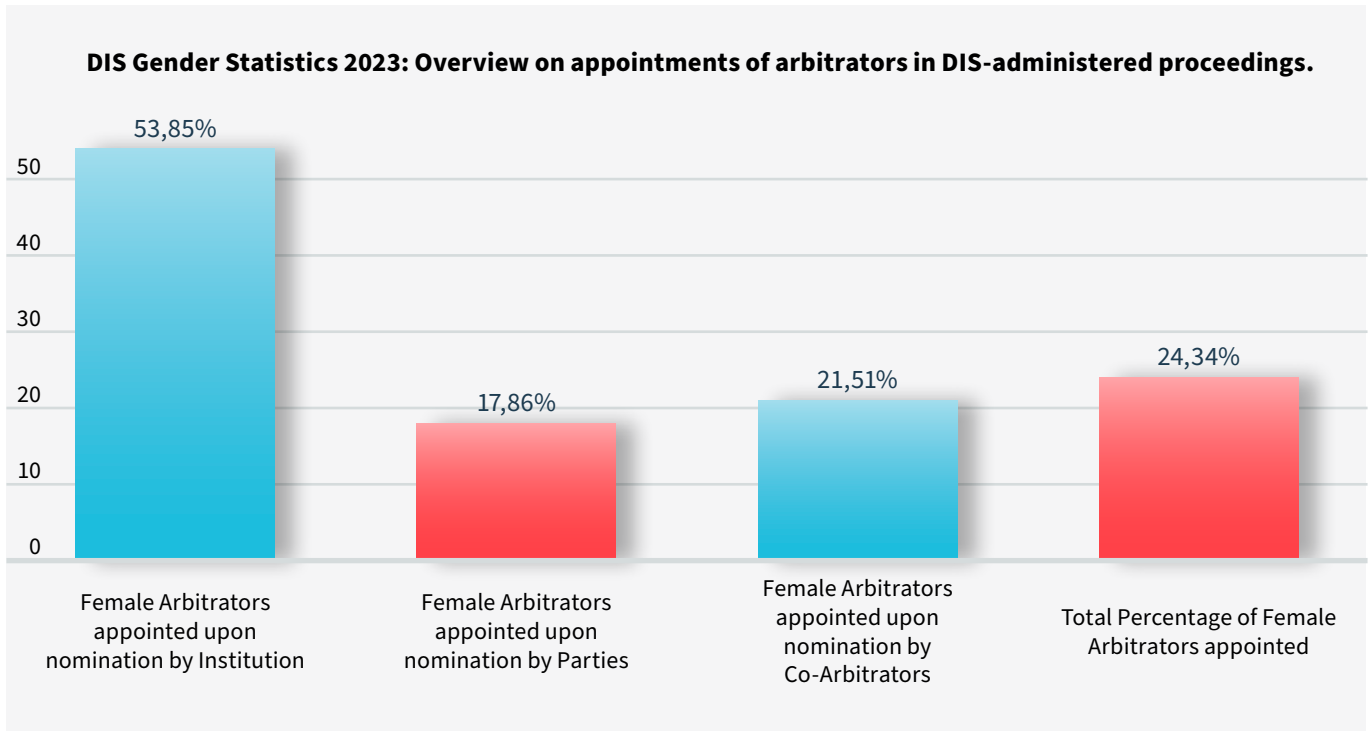 DIS Gender Statistics 2023: Overview on appointments of arbitrators in DIS-administered proceedings.
53,85%
17,86%
21,51%
24,34%
50
40
30
20
10
0
Female Arbitrators
appointed upon
nomination by Institution
Female Arbitrators
appointed upon
nomination by Parties
Female Arbitrators
appointed upon
nomination by
Co-Arbitrators
Total Percentage of Female
Arbitrators appointed